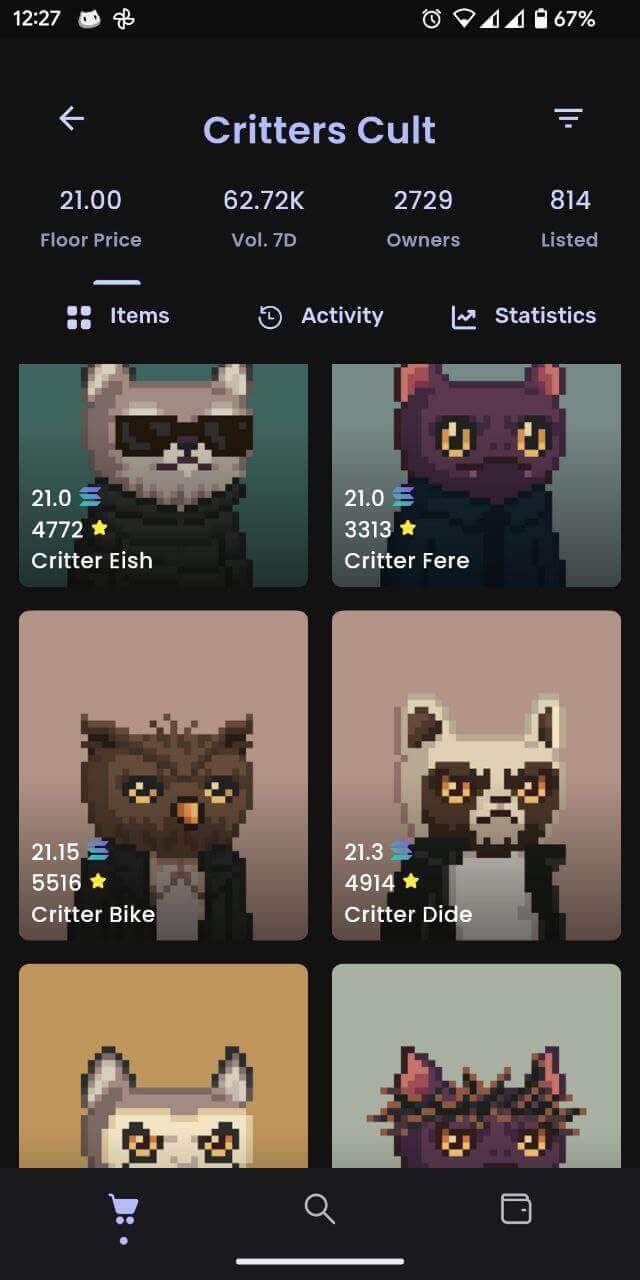 12:27 67%
Critters Cult
21.00 62.72K 2729 814
Floor Price Vol. 7D Owners Listed
Items Activity Statistics
21.0 21.0
4772 3313
Critter Eish Critter Fere
21.15 21.3
5516 4914
Critter Bike Critter Dide